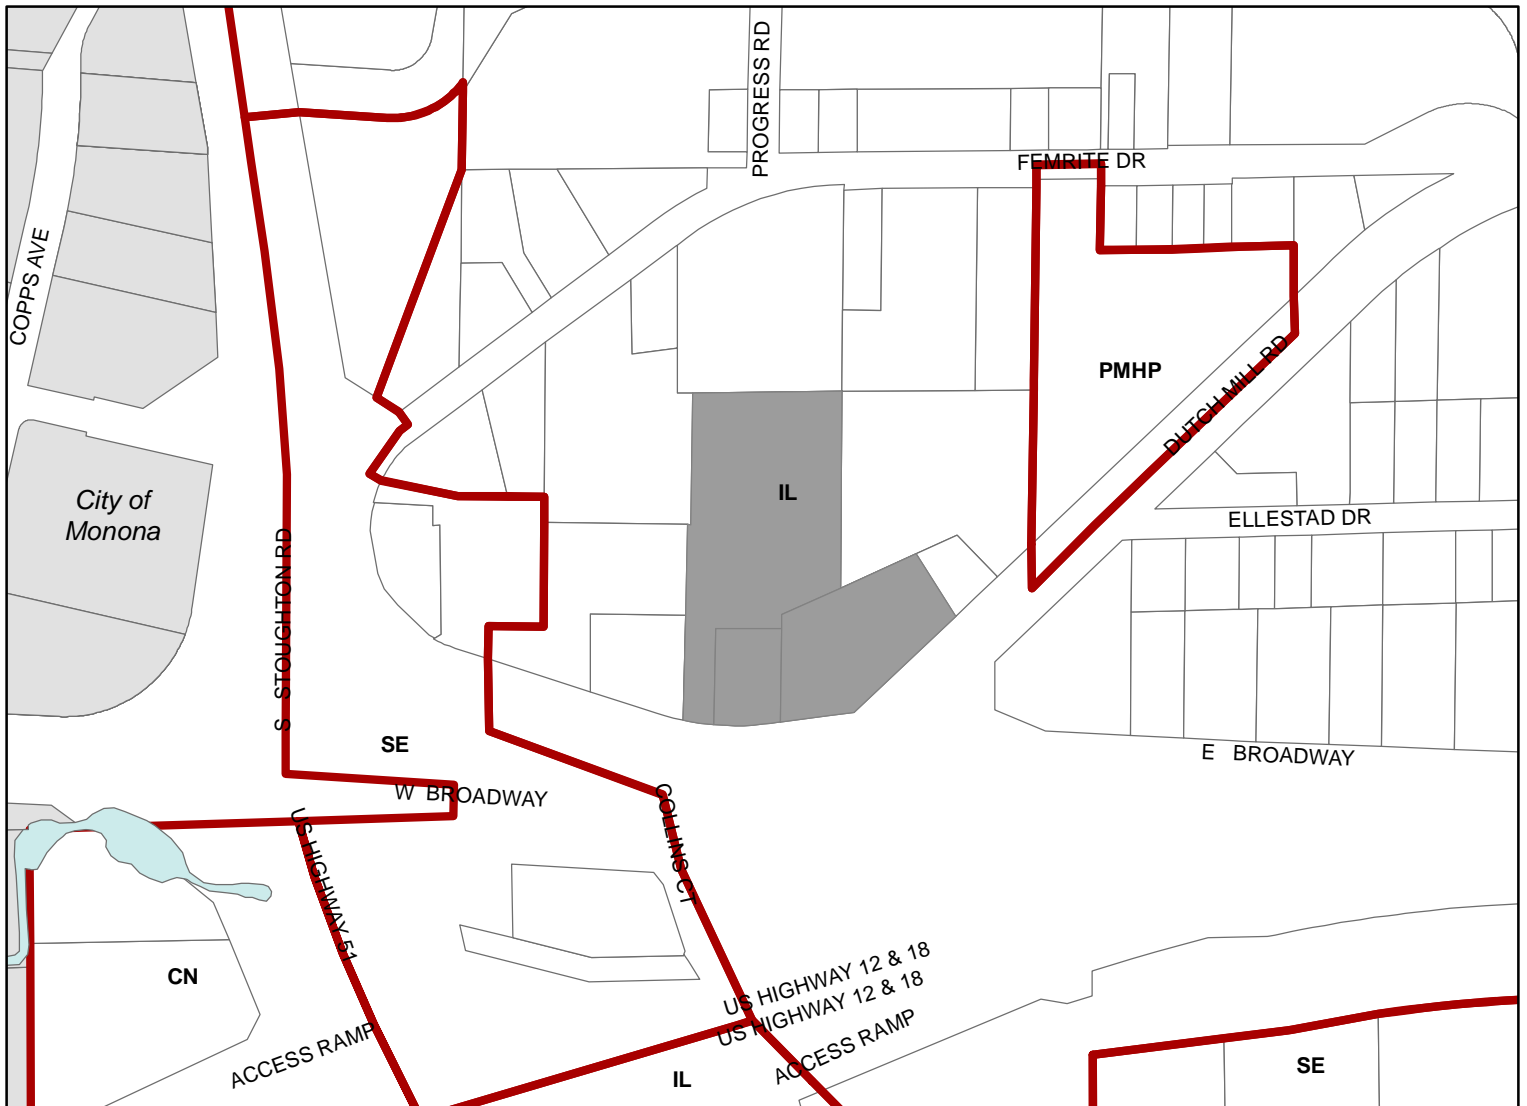 PROGRESS RD
FEMRITE DR
COPPS AVE
PMHP
DUTCH MILL RD
City of
Monona
IL
ELLESTAD DR
S STOUGHTON RD
SE
E BROADWAY
W BROADWAY
COLLINS CT
US HIGHWAY 51
CN
US HIGHWAY 12 & 18
US HIGHWAY 12 & 18
ACCESS RAMP
ACCESS RAMP
IL
SE